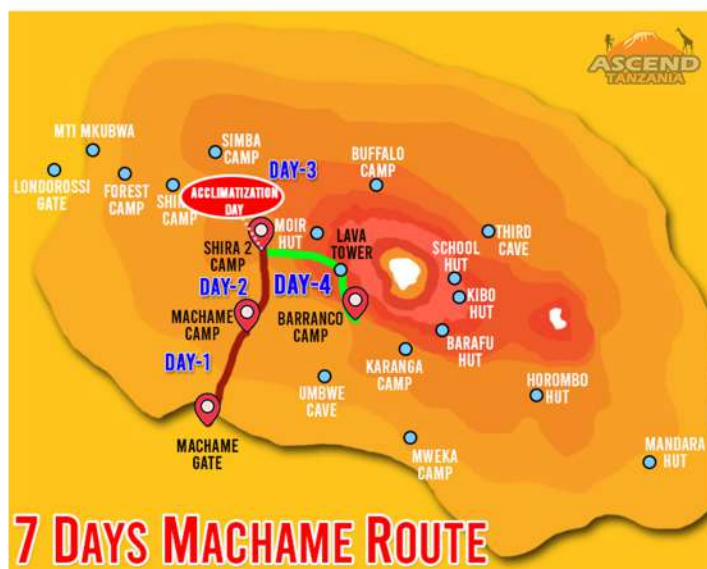 ASCEND
TANZANIA
MTI MKUBWA
SIMBA
CAMP
DAY-3
BUFFALO CAMP
LONDOROSSI
GATE
FOREST
CAMP
CAMP
ACCLIMATIZATION
DAY
SHIRA 2
CAMP
MOIR
HUT
LAVA
TOWER
THIRD
CAVE
SCHOOL
HUT
KIBO
HUT
DAY-2
DAY-4
MACHAME
CAMP
BARRANCO
CAMP
BARAFU
HUT
DAY-1
KARANGA
CAMP
UMBWE
CAVE
HOROMBO
HUT
MACHAME
GATE
MWEKA
CAMP
MANDARA
HUT
7 DAYS MACHAME ROUTE